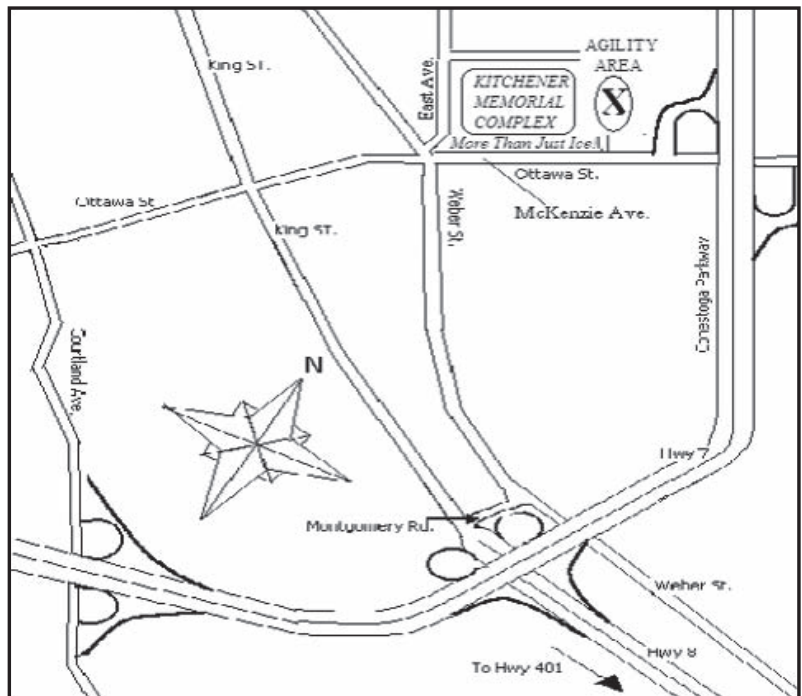 King ST.
AGILITY
AREA
East Ave.
KITCHENER
MEMORIAL
COMPLEX
X
More Than Just Ice!
Ottawa St.
Ottawa St
McKenzie Ave.
Weber St.
King ST.
Conestoga Parkway
Courtland Ave.
N
Hwy 7
Montgomery Rd.
Weber St.
Hwy 8
To Hwy 401